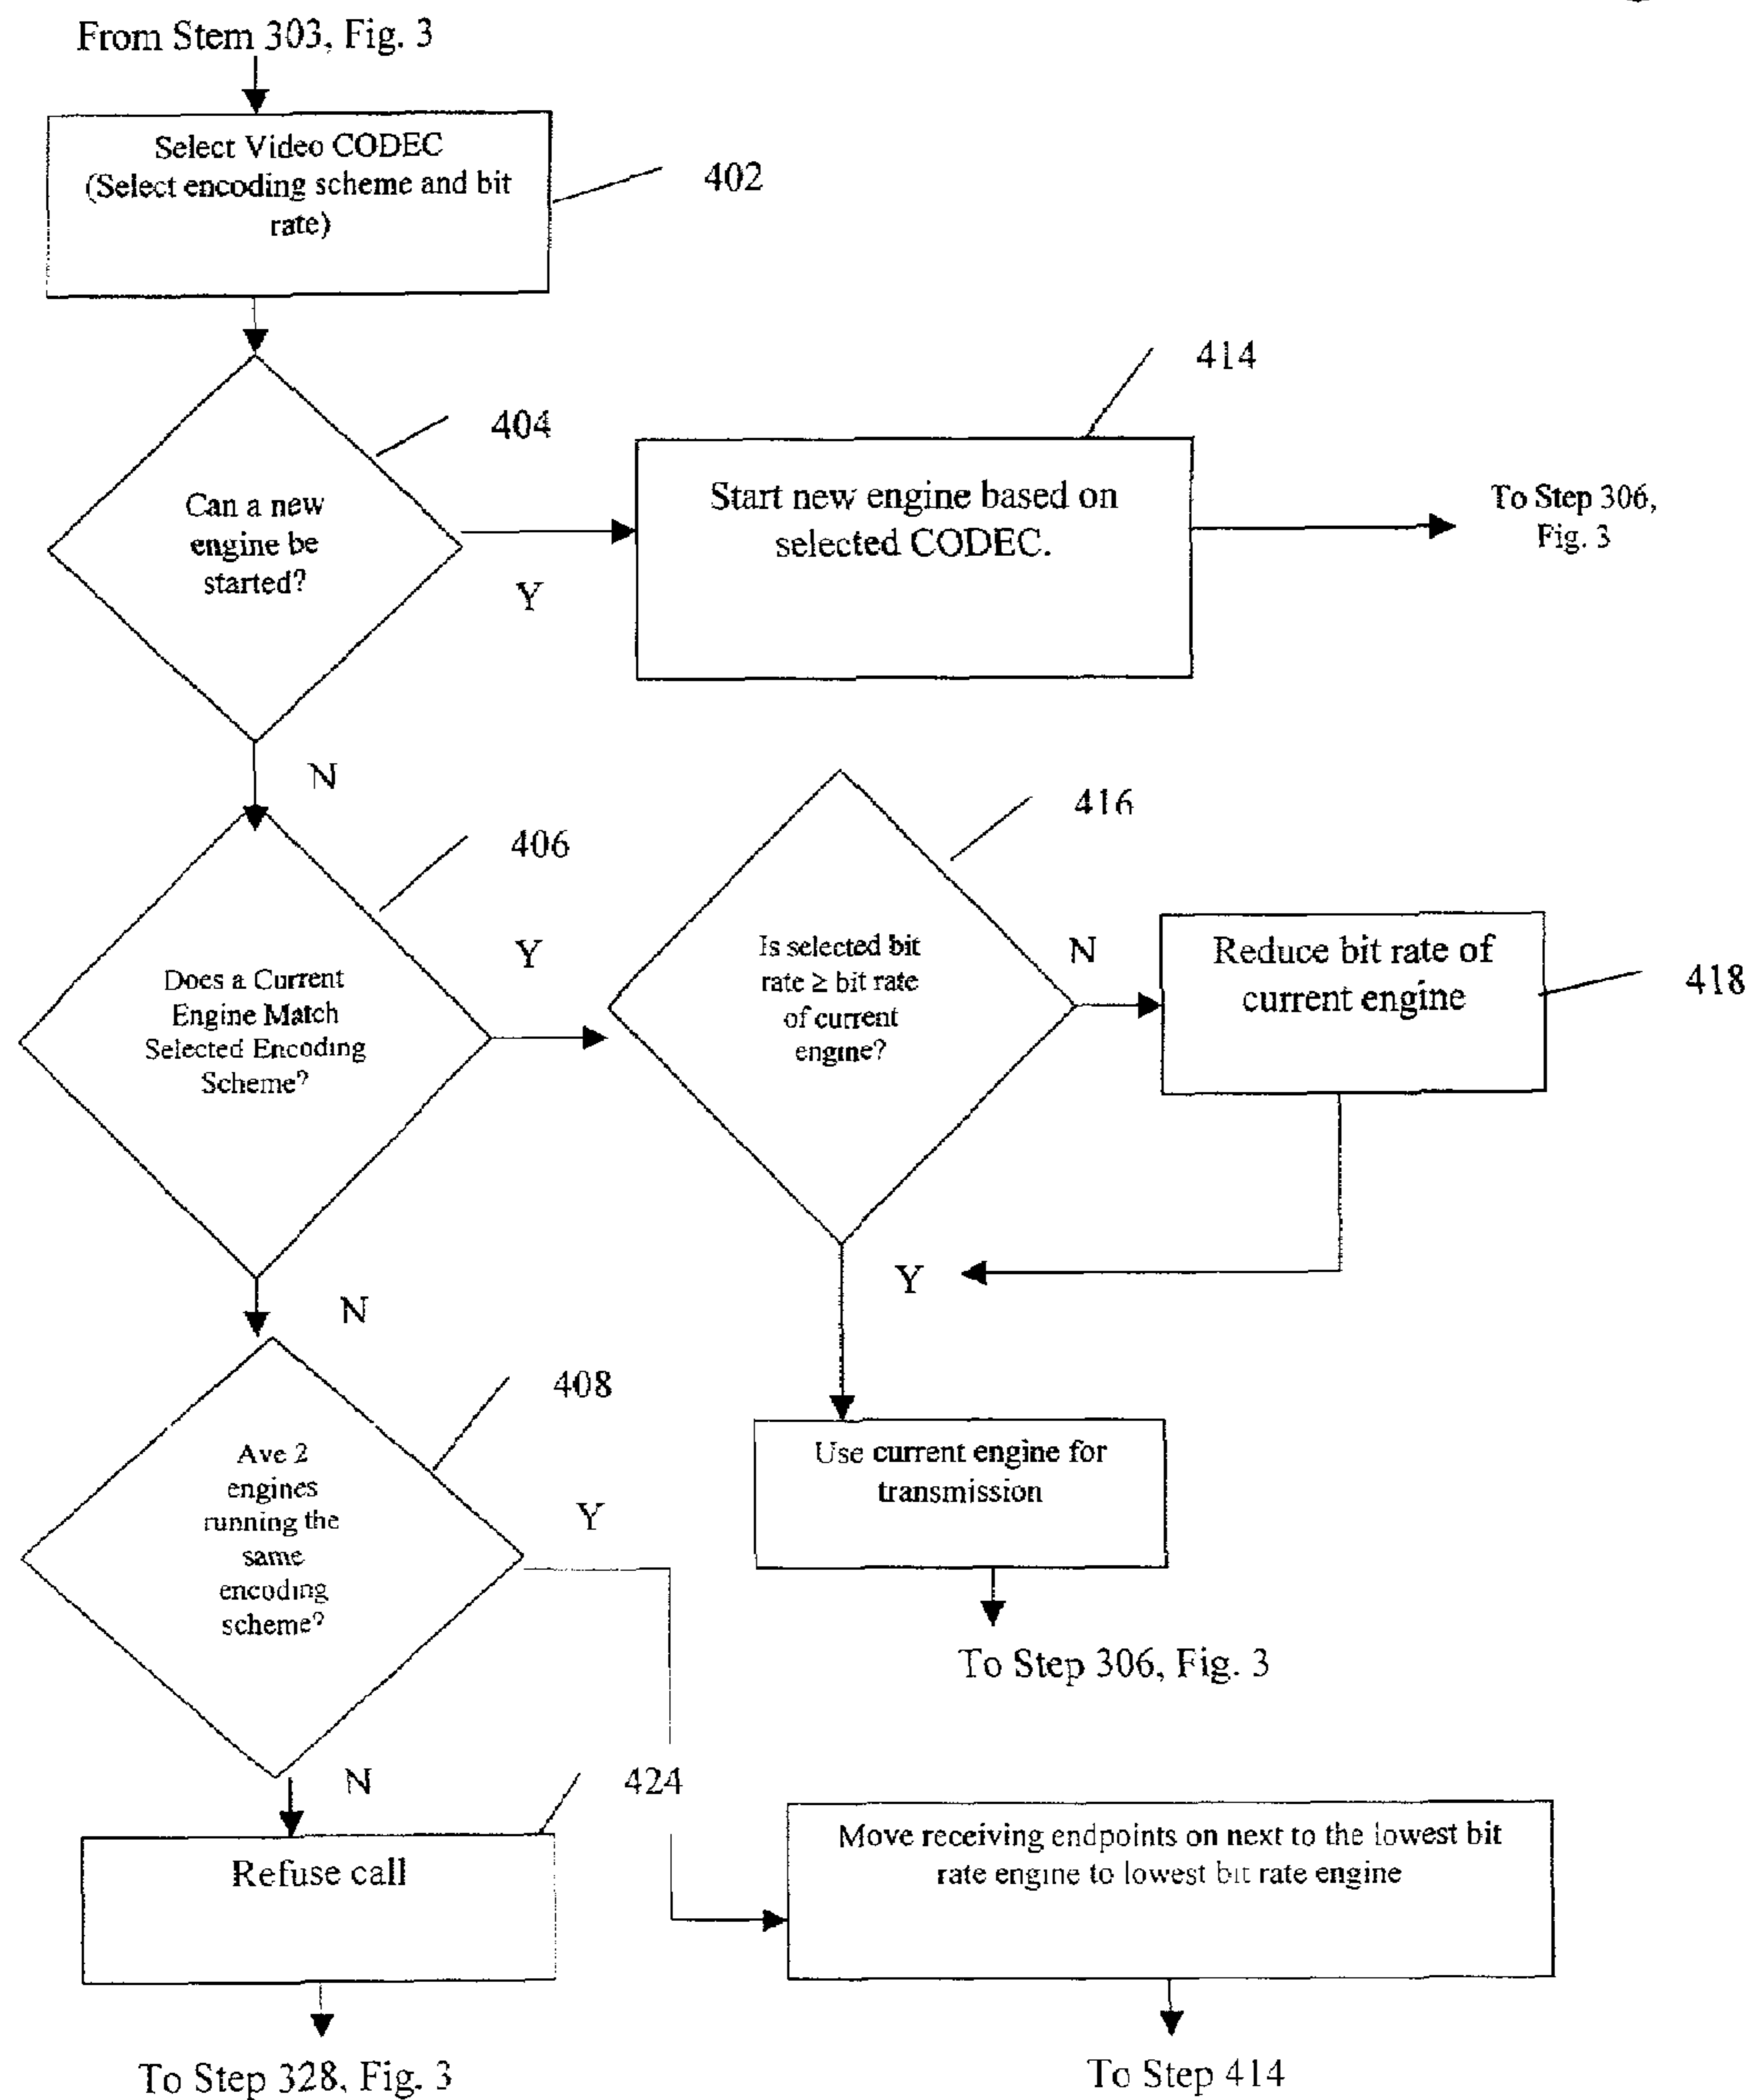 From Stem 303, Fig. 3
Select Video CODEC
(Select encoding scheme and bit
rate)
402
Can a new
engine be
started?
404
Y
N
Start new engine based on
selected CODEC.
414
To Step 306,
Fig. 3
Does a Current
Engine Match
Selected Encoding
Scheme?
406
Y
N
Is selected bit
rate ≥ bit rate
of current
engine?
416
N
Y
Reduce bit rate of
current engine
418
Use current engine for
transmission
To Step 306, Fig. 3
Ave 2
engines
running the
same
encoding
scheme?
408
Y
N
Refuse call
424
To Step 328, Fig. 3
Move receiving endpoints on next to the lowest bit
rate engine to lowest bit rate engine
To Step 414